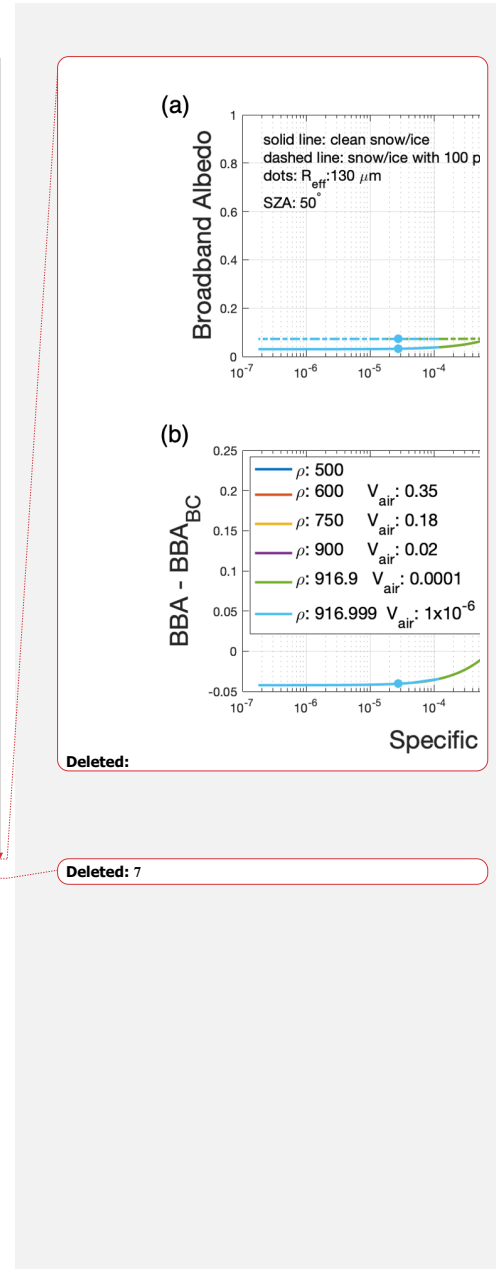 (a)
Broadband Albedo
1
0.8
0.6
0.4
0.2
0
solid line: clean snow/ice
dashed line: snow/ice with 100 p
dots: R_eff:130 μm
SZA: 50°
10^-7 10^-6 10^-5 10^-4
(b)
BBA - BBA_BC
0.25
0.2
0.15
0.1
0.05
0
-0.05
ρ: 500
ρ: 600 V_air: 0.35
ρ: 750 V_air: 0.18
ρ: 900 V_air: 0.02
ρ: 916.9 V_air: 0.0001
ρ: 916.999 V_air: 1x10^-6
10^-7 10^-6 10^-5 10^-4
Specific
Deleted:
Deleted: 7